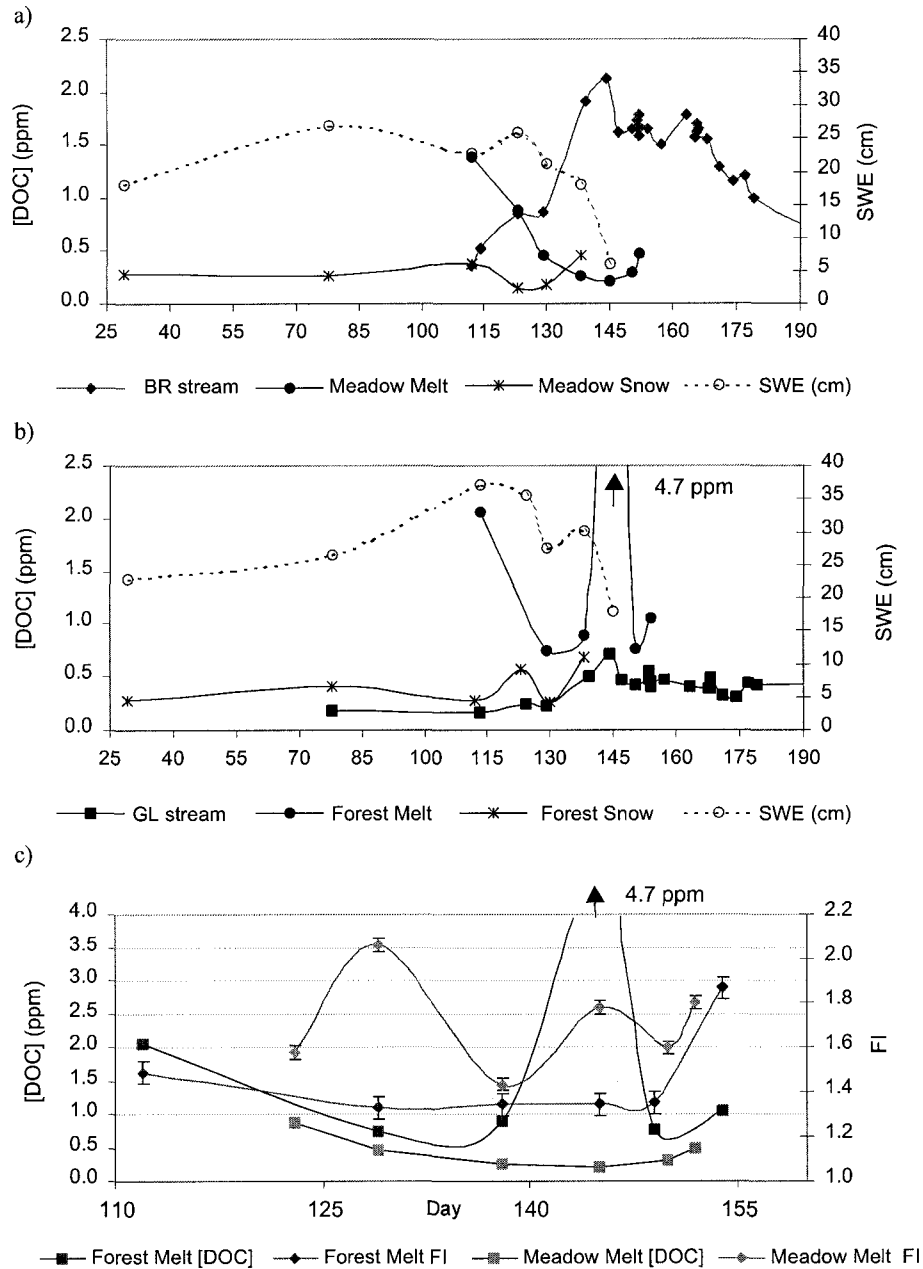 a)
2.5
2.0
1.5
1.0
0.5
0.0
[DOC] (ppm)
40
35
30
25
20
15
10
5
0
SWE (cm)
25 55 70 85 100 115 130 145 160 175 190
BR stream Meadow Melt Meadow Snow SWE (cm)
b)
2.5
2.0
1.5
1.0
0.5
0.0
[DOC] (ppm)
4.7 ppm
40
35
30
25
20
15
10
5
0
SWE (cm)
25 55 70 85 100 115 130 145 160 175 190
GL stream Forest Melt Forest Snow SWE (cm)
c)
4.7 ppm
4.0
3.5
3.0
2.5
2.0
1.5
1.0
0.5
0.0
[DOC] (ppm)
2.2
2.0
1.8
1.6
1.4
1.2
1.0
FI
110 125 Day 140 155
Forest Melt [DOC] Forest Melt FI Meadow Melt [DOC] Meadow Melt FI